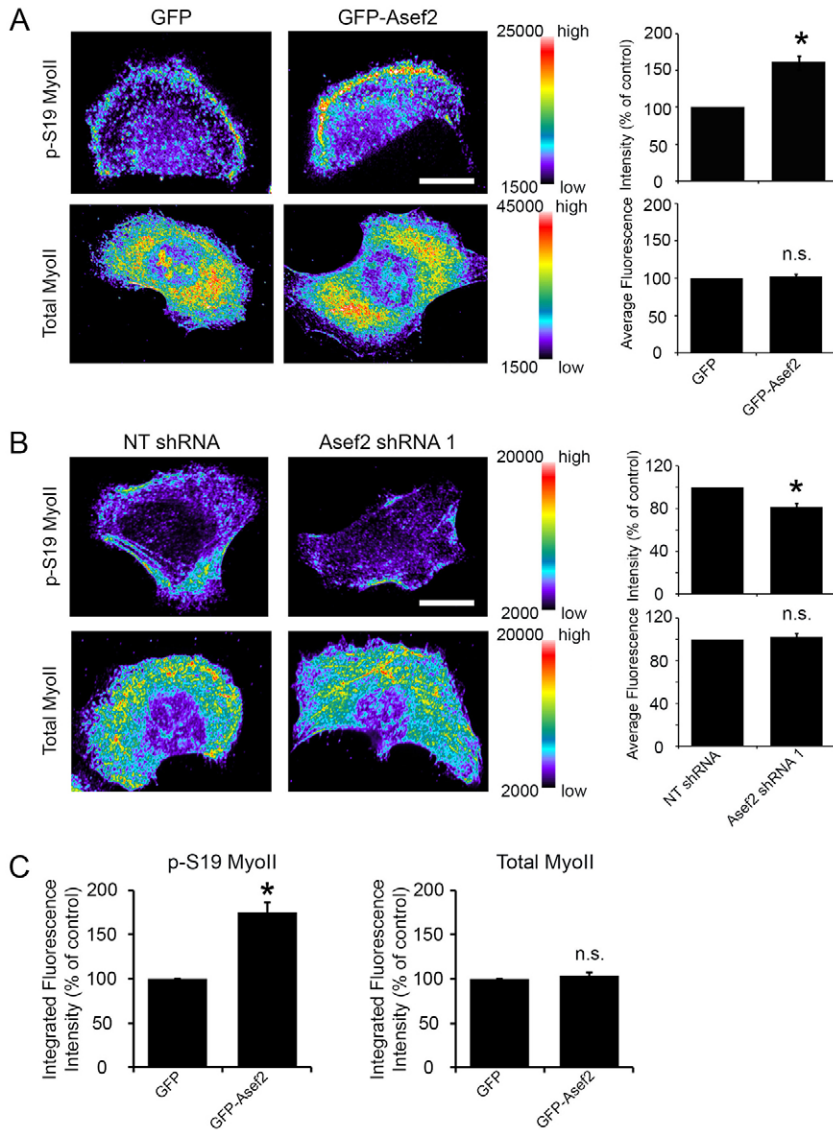 A
GFP
GFP-Asef2
p-S19 MyoII
25000
high
1500
low
Total MyoII
45000
high
1500
low
Average Fluorescence Intensity (% of control)
200
150
100
50
0
*
200
150
100
50
0
n.s.
GFP
GFP-Asef2
B
NT shRNA
Asef2 shRNA 1
p-S19 MyoII
20000
high
2000
low
Total MyoII
20000
high
2000
low
Average Fluorescence Intensity (% of control)
120
80
40
0
*
120
80
40
0
n.s.
NT shRNA
Asef2 shRNA 1
C
p-S19 MyoII
Integrated Fluorescence
Intensity (% of control)
200
150
100
50
0
*
GFP
GFP-Asef2
Total MyoII
Integrated Fluorescence
Intensity (% of control)
200
150
100
50
0
n.s.
GFP
GFP-Asef2